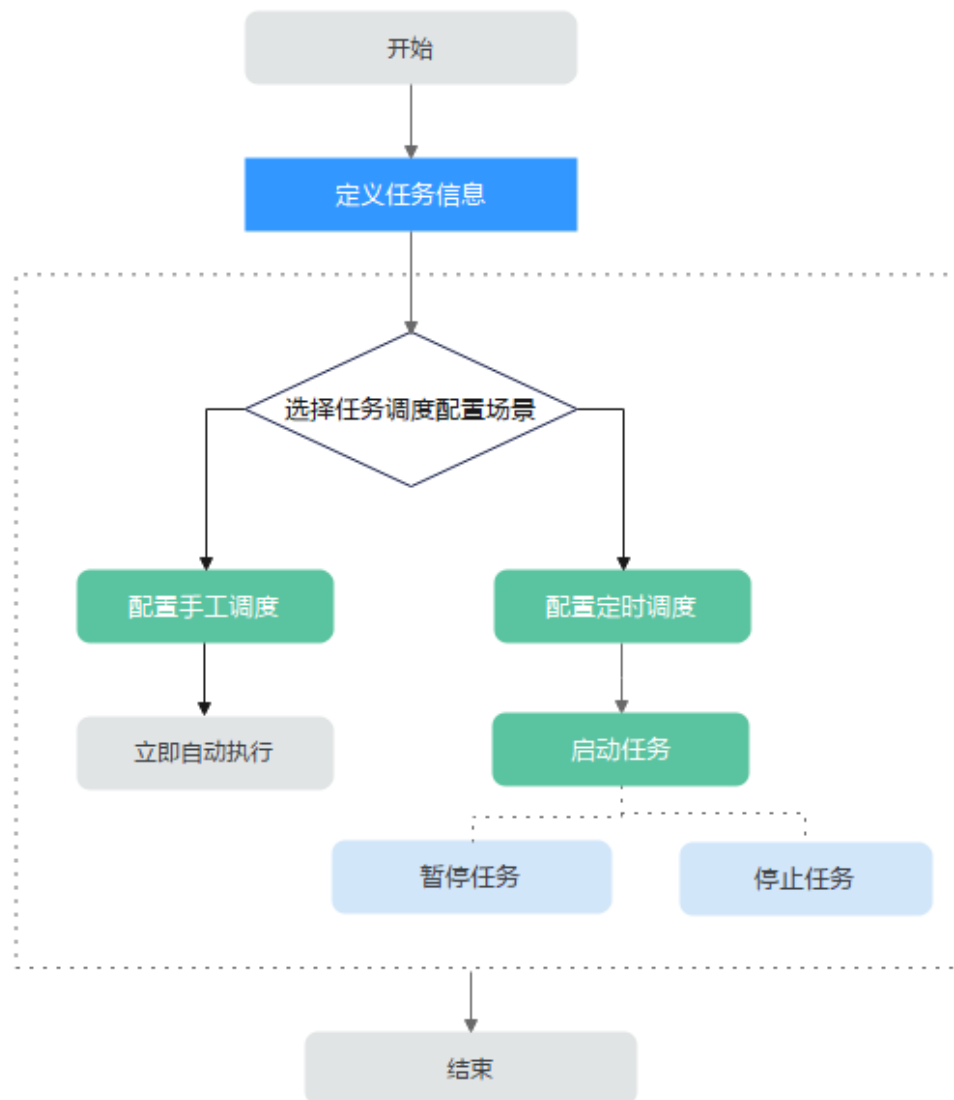 开始
定义任务信息
选择任务调度配置场景
配置手工调度
配置定时调度
立即自动执行
启动任务
暂停任务
停止任务
结束